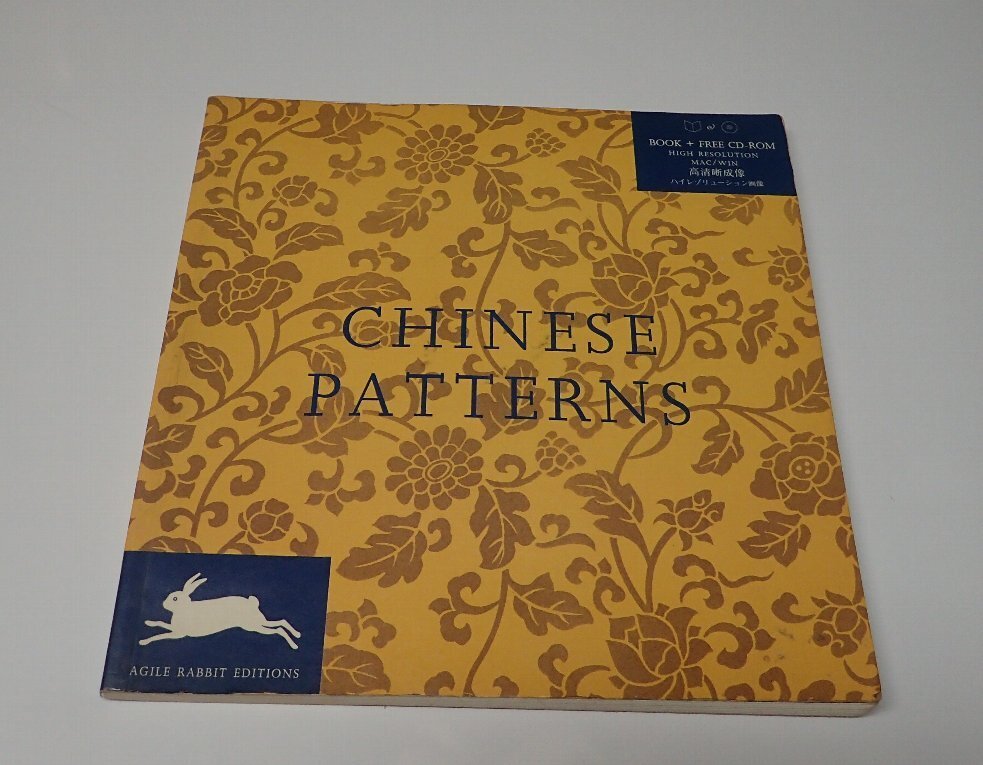 BOOK + FREE CD-ROM
HIGH RESOLUTION
MAC/WIN
高清晰成像
ハイレゾリューション画像
CHINESE
PATTERNS
AGILE RABBIT EDITIONS